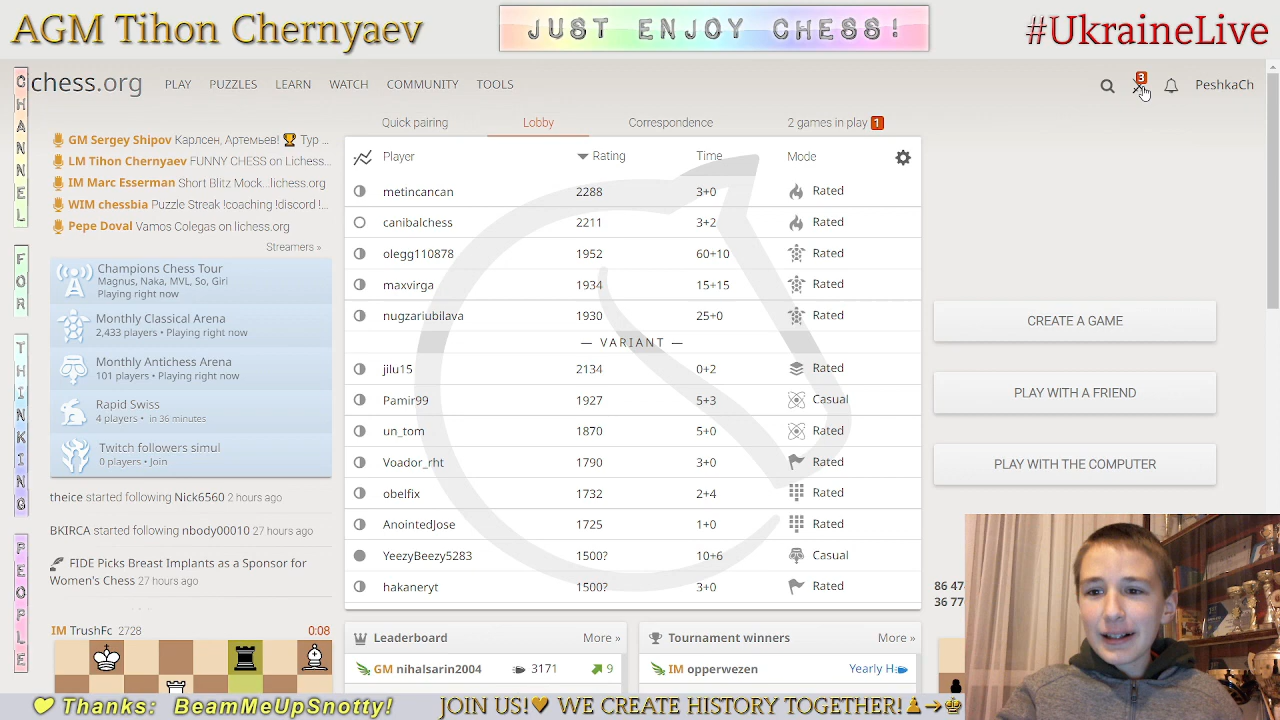 AGM Tihon Chernyaev
JUST ENJOY CHESS!
#UkraineLive
CHANNEL
FOR
THINKING
PEOPLE
chess.org
PLAY PUZZLES LEARN WATCH COMMUNITY TOOLS
3
PeshkaCh
GM Sergey Shipov Карлсен, Артемьев! 🏆 Тур ...
LM Tihon Chernyaev FUNNY CHESS on Lichess...
IM Marc Esserman Short Blitz Mock...lichess.org
WIM chessbia Puzzle Streak !coaching !discord !...
Pepe Doval Vamos Colegas on lichess.org
Streamers »
Champions Chess Tour
Magnus, Naka, MVL, So, Giri
Playing right now
Monthly Classical Arena
2,433 players • Playing right now
Monthly Antichess Arena
101 players • Playing right now
Rapid Swiss
4 players • in 36 minutes
Twitch followers simul
0 players • Join
theice started following Nick6560 2 hours ago
BKIRCA started following nbody00010 27 hours ago
FIDE Picks Breast Implants as a Sponsor for
Women's Chess 27 hours ago
IM TrushFc 2728 0:08
Quick pairing Lobby Correspondence 2 games in play 1
Player Rating Time Mode
metincancan 2288 3+0 Rated
canibalchess 2211 3+2 Rated
olegg110878 1952 60+10 Rated
maxvirga 1934 15+15 Rated
nugzariubilava 1930 25+0 Rated
— VARIANT —
jilu15 2134 0+2 Rated
Pamir99 1927 5+3 Casual
un_tom 1870 5+0 Rated
Voador_rht 1790 3+0 Rated
obelfix 1732 2+4 Rated
AnointedJose 1725 1+0 Rated
YeezyBeezy5283 1500? 10+6 Casual
hakaneryt 1500? 3+0 Rated
Leaderboard More »
GM nihalsarin2004 3171 9
Tournament winners More »
IM opperwezen Yearly H
CREATE A GAME
PLAY WITH A FRIEND
PLAY WITH THE COMPUTER
86 47
36 77
Thanks: BeamMeUpSnotty!
JOIN US!♥ WE CREATE HISTORY TOGETHER!♟→♚